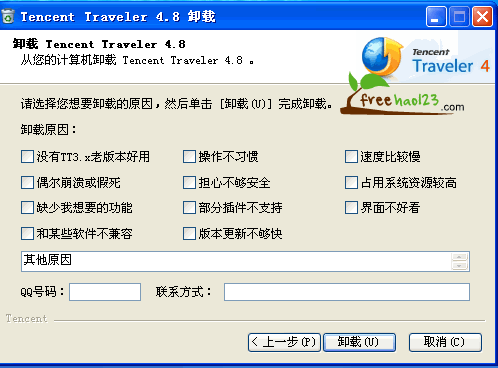 Tencent Traveler 4.8 卸载
卸载 Tencent Traveler 4.8
从您的计算机卸载 Tencent Traveler 4.8 。
Tencent
Traveler 4
freehao123.com
请选择您想要卸载的原因，然后单击 [卸载(U)] 完成卸载。
卸载原因：
没有TT3.x老版本好用 操作不习惯 速度比较慢
偶尔崩溃或假死 担心不够安全 占用系统资源较高
缺少我想要的功能 部分插件不支持 界面不好看
和某些软件不兼容 版本更新不够快
其他原因
QQ号码： 联系方式：
Tencent
< 上一步(P) 卸载(U) 取消(C)